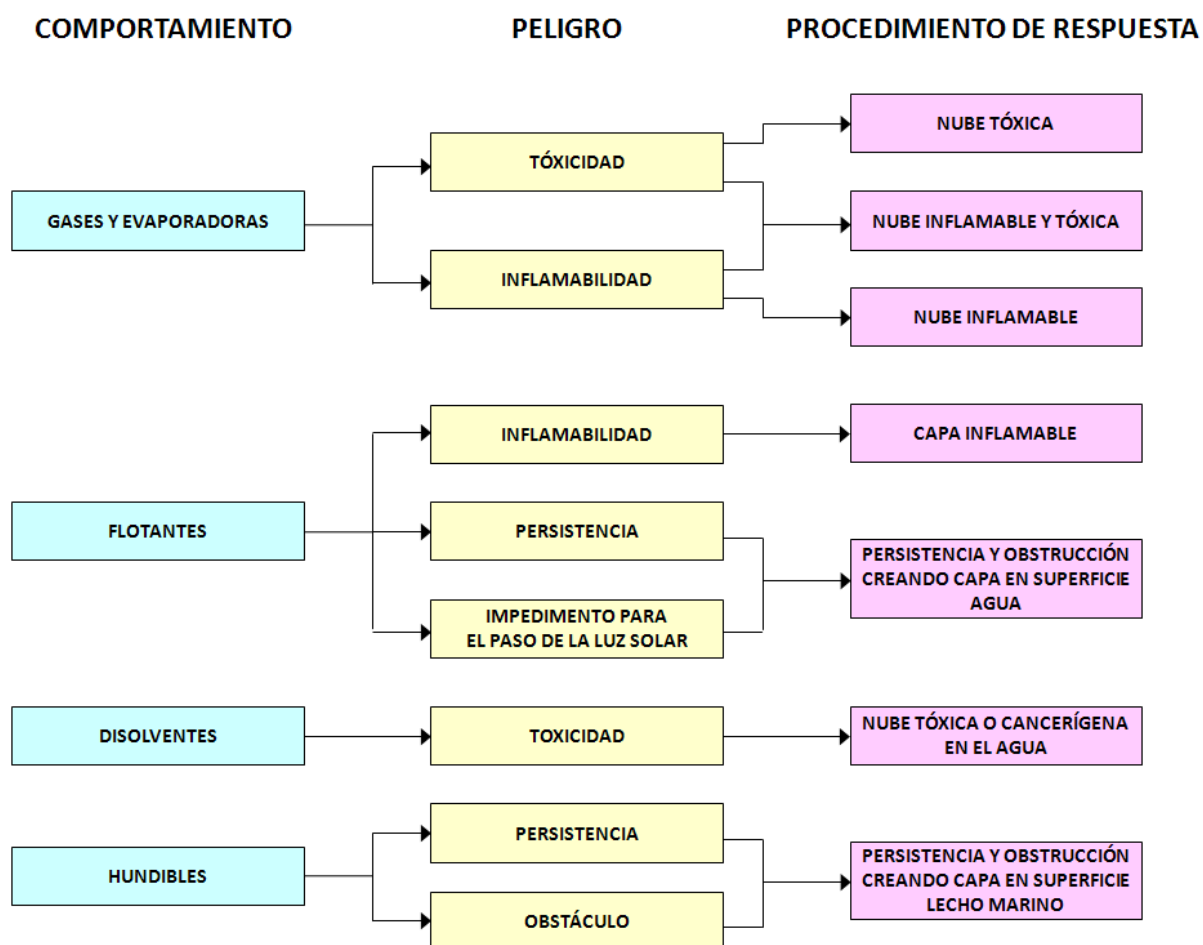 COMPORTAMIENTO
PELIGRO
PROCEDIMIENTO DE RESPUESTA
GASES Y EVAPORADORAS
TÓXICIDAD
INFLAMABILIDAD
NUBE TÓXICA
NUBE INFLAMABLE Y TÓXICA
NUBE INFLAMABLE
FLOTANTES
INFLAMABILIDAD
PERSISTENCIA
IMPEDIMENTO PARA
EL PASO DE LA LUZ SOLAR
CAPA INFLAMABLE
PERSISTENCIA Y OBSTRUCCIÓN
CREANDO CAPA EN SUPERFICIE
AGUA
DISOLVENTES
TOXICIDAD
NUBE TÓXICA O CANCERÍGENA
EN EL AGUA
HUNDIBLES
PERSISTENCIA
OBSTÁCULO
PERSISTENCIA Y OBSTRUCCIÓN
CREANDO CAPA EN SUPERFICIE
LECHO MARINO